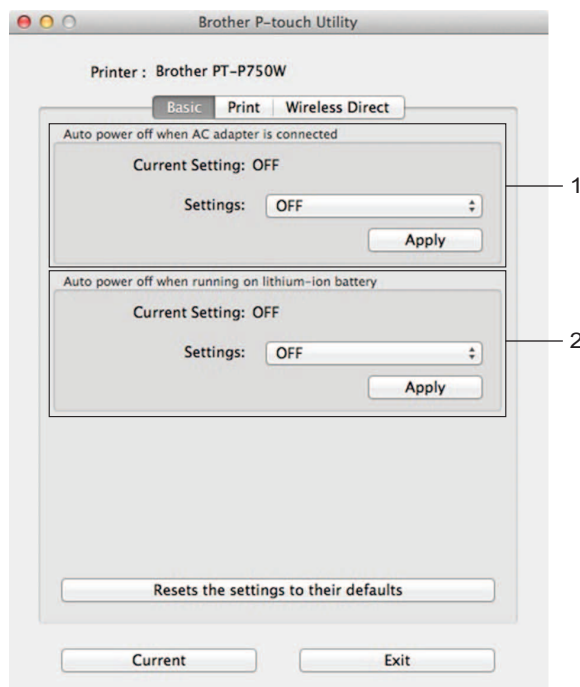 Brother P-touch Utility
Printer : Brother PT-P750W
Basic Print Wireless Direct
Auto power off when AC adapter is connected
Current Setting: OFF
Settings: OFF
Apply
1
Auto power off when running on lithium-ion battery
Current Setting: OFF
Settings: OFF
Apply
2
Resets the settings to their defaults
Current Exit